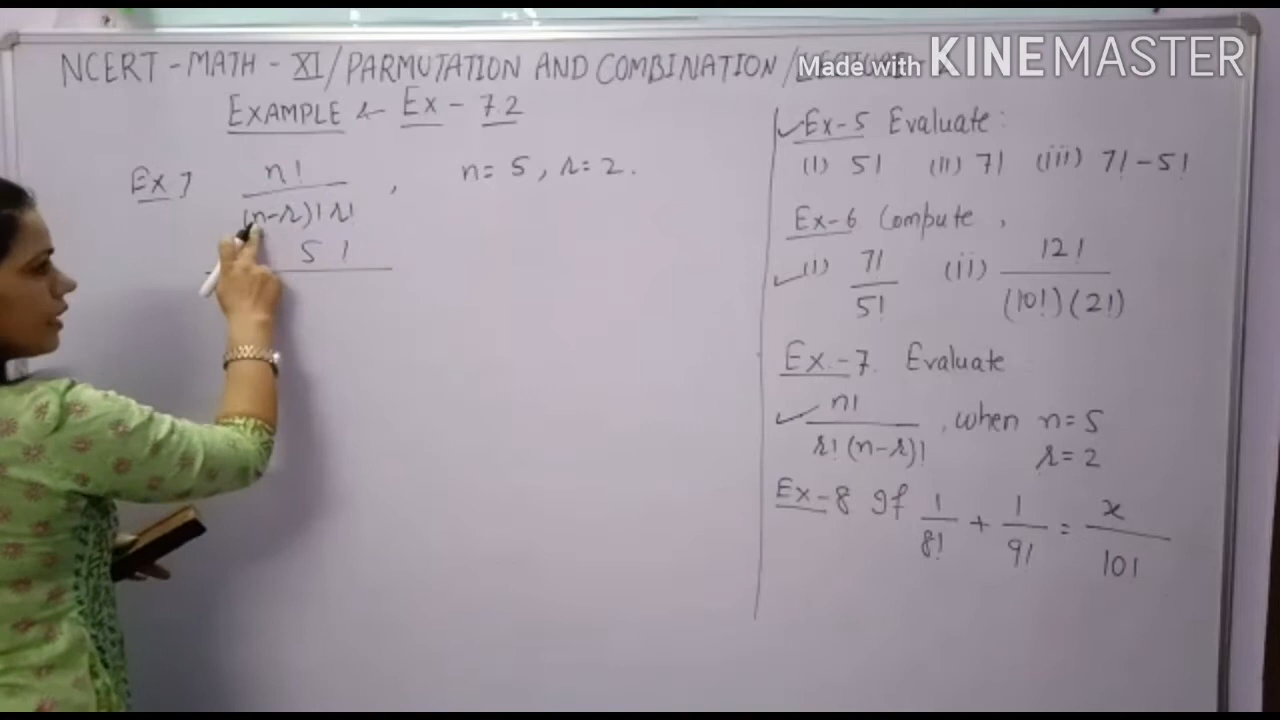 NCERT - MATH - XI / PARMUTATION AND COMBINATION /
Made with KINEMASTER
EXAMPLE & Ex - 7.2
Ex 7 n! / (n-r)! r! , n = 5, r = 2.
5!
Ex-5 Evaluate:
(i) 5! (ii) 7! (iii) 7! - 5!
Ex-6 Compute ,
(i) 7! / 5! (ii) 12! / (10!) (2!)
Ex.-7. Evaluate
n! / r! (n-r)! , when n = 5
r = 2
Ex-8 If 1/8! + 1/9! = x/10!